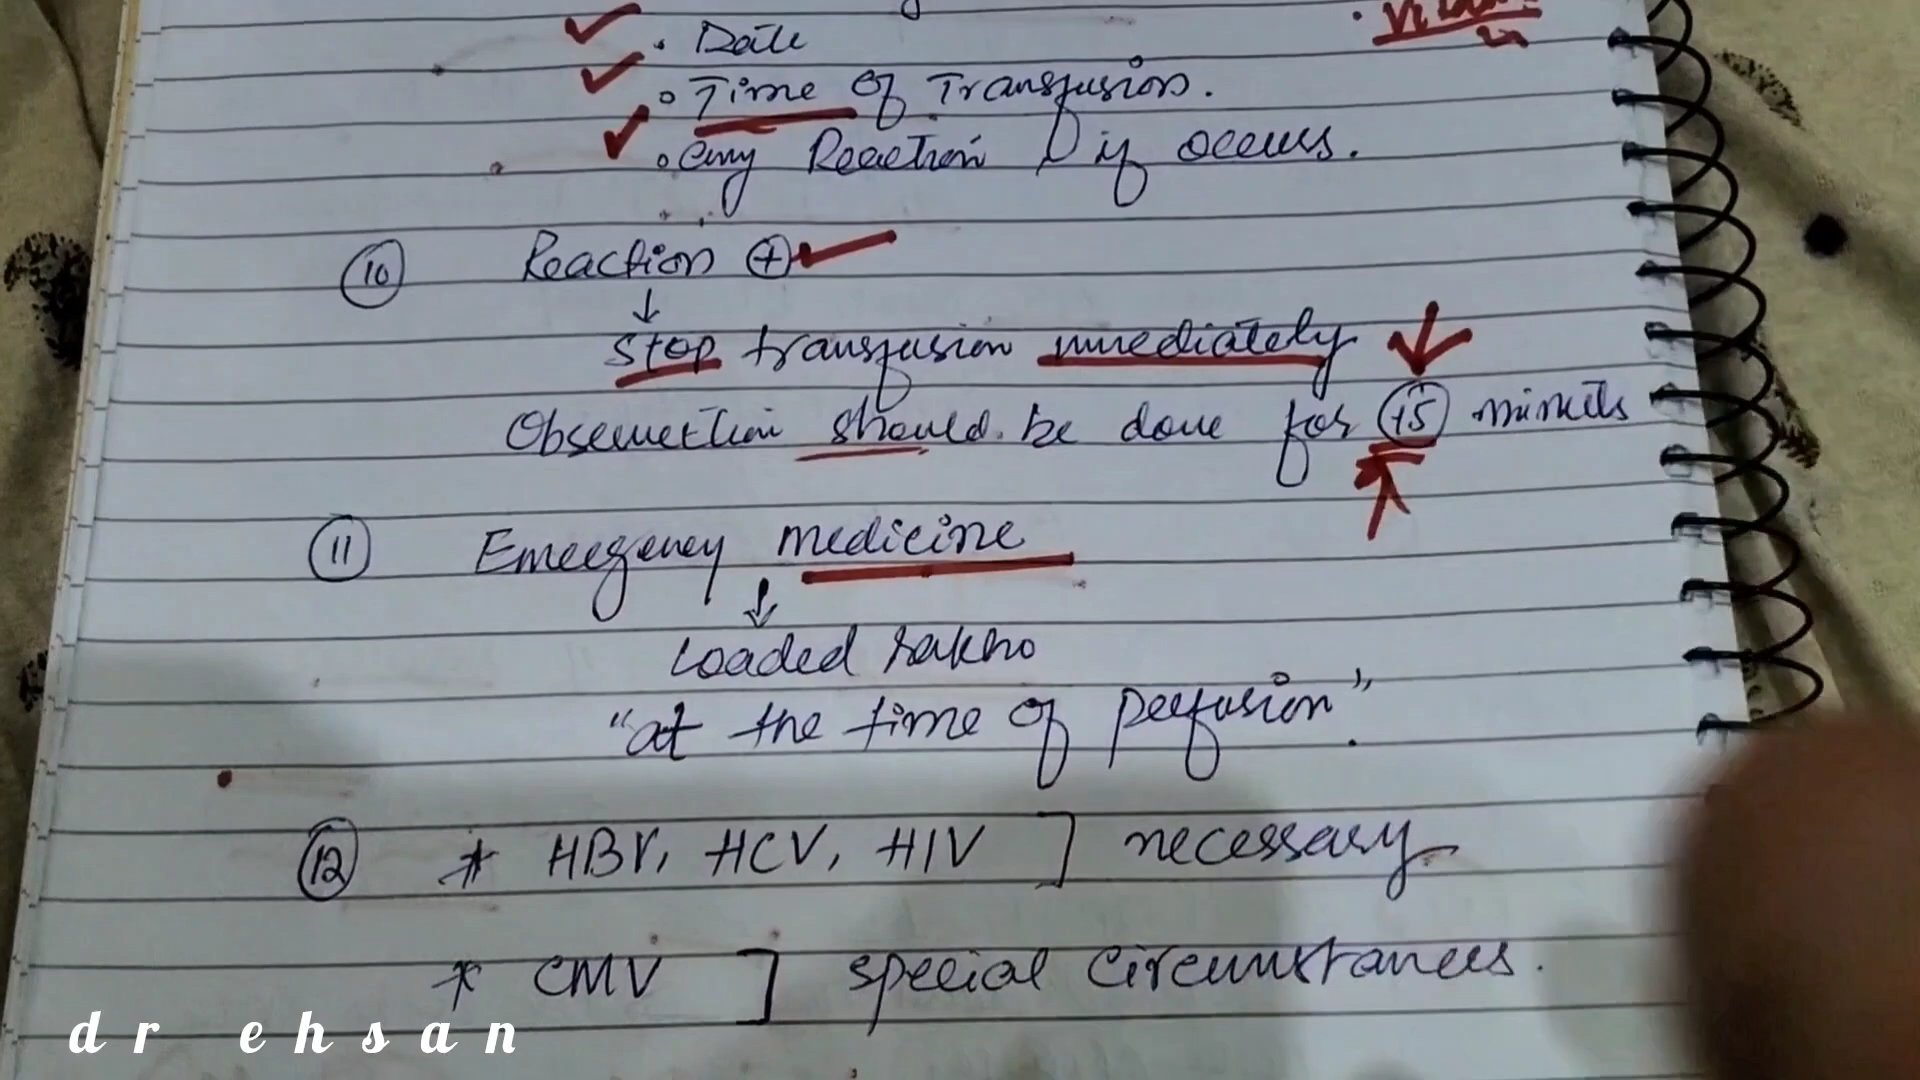 . Date
o Time of Transfusion.
o any Reaction if occurs.
10 Reaction +
↓
stop transfusion immediately
Observation should be done for 15 minutes
11 Emergency medicine
↓
Loaded rakho
"at the time of perfusion".
12 * HBV, HCV, HIV ] necessary
* CMV ] special circumstances.
dr ehsan